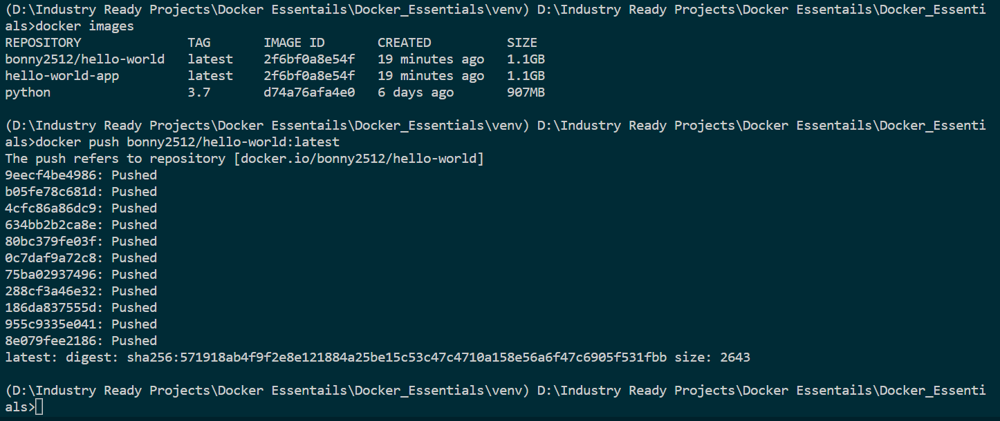 (D:\Industry Ready Projects\Docker Essentails\Docker_Essentials\venv) D:\Industry Ready Projects\Docker Essentails\Docker_Essenti
als>docker images
REPOSITORY              TAG       IMAGE ID       CREATED          SIZE
bonny2512/hello-world   latest    2f6bf0a8e54f   19 minutes ago   1.1GB
hello-world-app         latest    2f6bf0a8e54f   19 minutes ago   1.1GB
python                  3.7       d74a76afa4e0   6 days ago       907MB
(D:\Industry Ready Projects\Docker Essentails\Docker_Essentials\venv) D:\Industry Ready Projects\Docker Essentails\Docker_Essenti
als>docker push bonny2512/hello-world:latest
The push refers to repository [docker.io/bonny2512/hello-world]
9eecf4be4986: Pushed
b05fe78c681d: Pushed
4cfc86a86dc9: Pushed
634bb2b2ca8e: Pushed
80bc379fe03f: Pushed
0c7daf9a72c8: Pushed
75ba02937496: Pushed
288cf3a46e32: Pushed
186da837555d: Pushed
955c9335e041: Pushed
8e079fee2186: Pushed
latest: digest: sha256:571918ab4f9f2e8e121884a25be15c53c47c4710a158e56a6f47c6905f531fbb size: 2643
(D:\Industry Ready Projects\Docker Essentails\Docker_Essentials\venv) D:\Industry Ready Projects\Docker Essentails\Docker_Essenti
als>